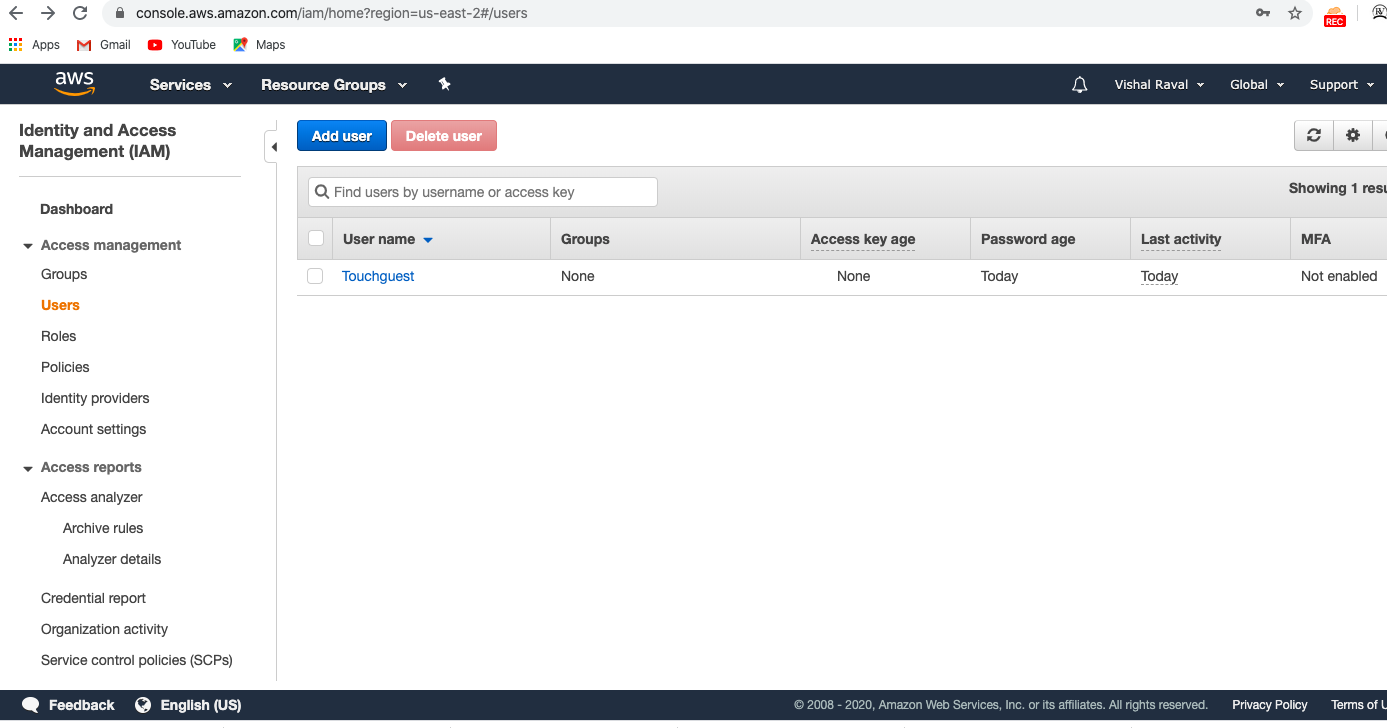 console.aws.amazon.com/iam/home?region=us-east-2#/users
REC
Apps Gmail YouTube Maps
aws Services Resource Groups Vishal Raval Global Support
Identity and Access
Management (IAM)
Add user Delete user
Find users by username or access key
Showing 1 resu
Dashboard
User name Groups Access key age Password age Last activity MFA
Access management
Groups
Touchguest None None Today Today Not enabled
Users
Roles
Policies
Identity providers
Account settings
Access reports
Access analyzer
Archive rules
Analyzer details
Credential report
Organization activity
Service control policies (SCPs)
Feedback English (US) © 2008 - 2020, Amazon Web Services, Inc. or its affiliates. All rights reserved. Privacy Policy Terms of U